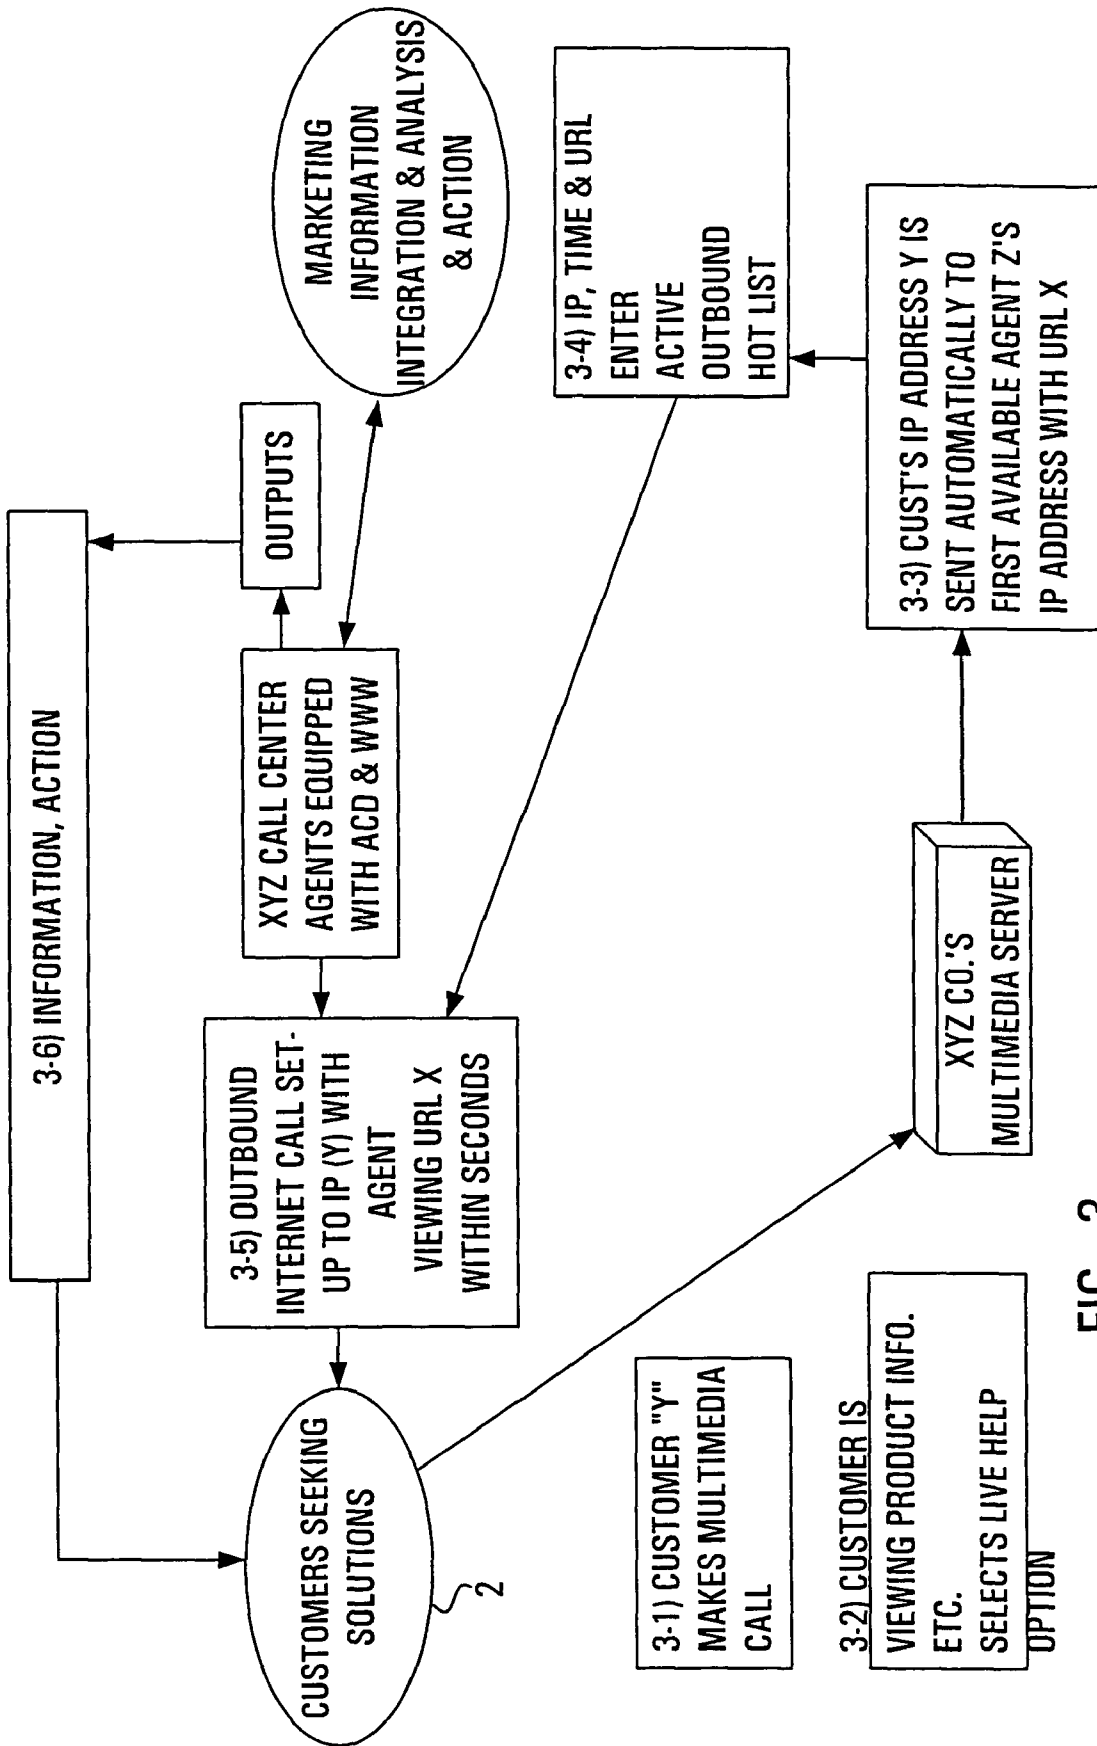 3-6) INFORMATION, ACTION
OUTPUTS
MARKETING
INFORMATION
INTEGRATION & ANALYSIS
& ACTION
XYZ CALL CENTER
AGENTS EQUIPPED
WITH ACD & WWW
3-5) OUTBOUND
INTERNET CALL SET-
UP TO IP (Y) WITH
AGENT
VIEWING URL X
WITHIN SECONDS
CUSTOMERS SEEKING
SOLUTIONS
2
3-4) IP, TIME & URL
ENTER
ACTIVE
OUTBOUND
HOT LIST
3-1) CUSTOMER "Y"
MAKES MULTIMEDIA
CALL
3-2) CUSTOMER IS
VIEWING PRODUCT INFO.
ETC.
SELECTS LIVE HELP
OPTION
XYZ CO.'S
MULTIMEDIA SERVER
3-3) CUST'S IP ADDRESS Y IS
SENT AUTOMATICALLY TO
FIRST AVAILABLE AGENT Z'S
IP ADDRESS WITH URL X